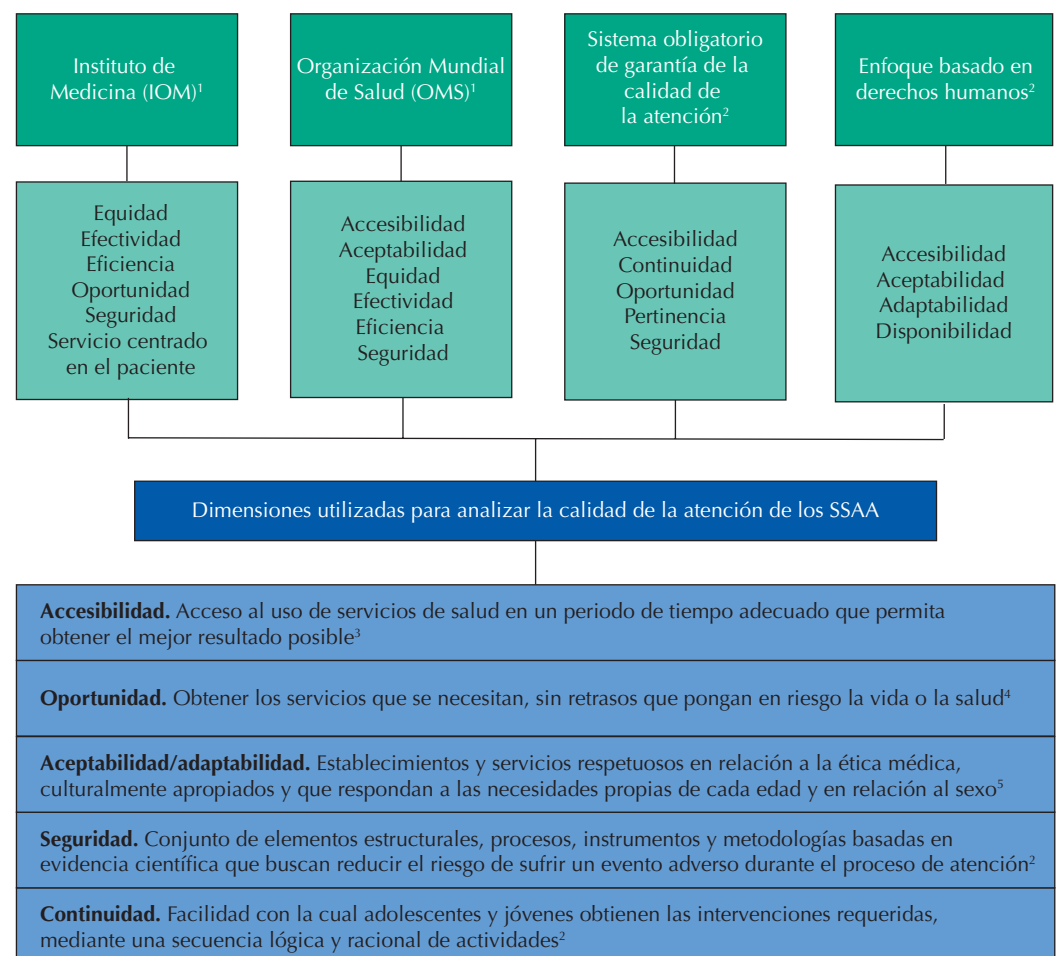 Instituto de
Medicina (IOM)¹
Organización Mundial
de Salud (OMS)¹
Sistema obligatorio
de garantía de la
calidad de
la atención²
Enfoque basado en
derechos humanos²
Equidad
Efectividad
Eficiencia
Oportunidad
Seguridad
Servicio centrado
en el paciente
Accesibilidad
Aceptabilidad
Equidad
Efectividad
Eficiencia
Seguridad
Accesibilidad
Continuidad
Oportunidad
Pertinencia
Seguridad
Accesibilidad
Aceptabilidad
Adaptabilidad
Disponibilidad
Dimensiones utilizadas para analizar la calidad de la atención de los SSAA
Accesibilidad. Acceso al uso de servicios de salud en un periodo de tiempo adecuado que permita
obtener el mejor resultado posible³
Oportunidad. Obtener los servicios que se necesitan, sin retrasos que pongan en riesgo la vida o la salud⁴
Aceptabilidad/adaptabilidad. Establecimientos y servicios respetuosos en relación a la ética médica,
culturalmente apropiados y que respondan a las necesidades propias de cada edad y en relación al sexo⁵
Seguridad. Conjunto de elementos estructurales, procesos, instrumentos y metodologías basadas en
evidencia científica que buscan reducir el riesgo de sufrir un evento adverso durante el proceso de atención²
Continuidad. Facilidad con la cual adolescentes y jóvenes obtienen las intervenciones requeridas,
mediante una secuencia lógica y racional de actividades²